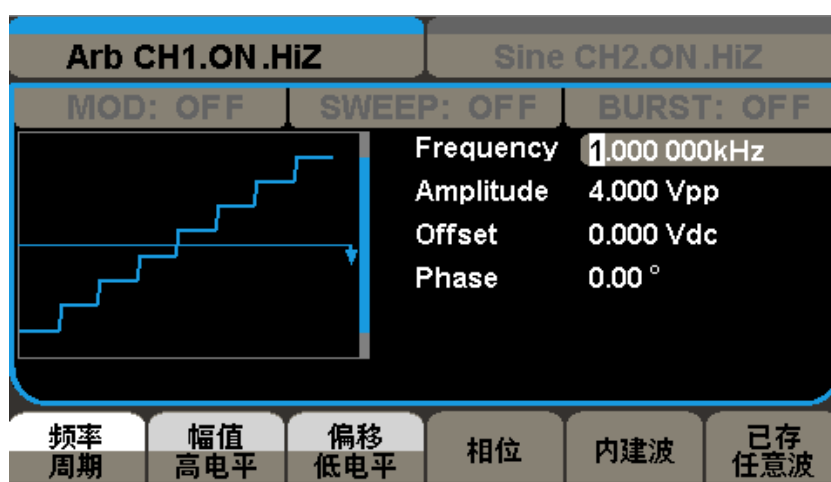 Arb CH1.ON.HiZ
Sine CH2.ON.HiZ
MOD: OFF
SWEEP: OFF
BURST: OFF
Frequency 1.000 000kHz
Amplitude 4.000 Vpp
Offset 0.000 Vdc
Phase 0.00 °
频率
周期
幅值
高电平
偏移
低电平
相位
内建波
已存
任意波